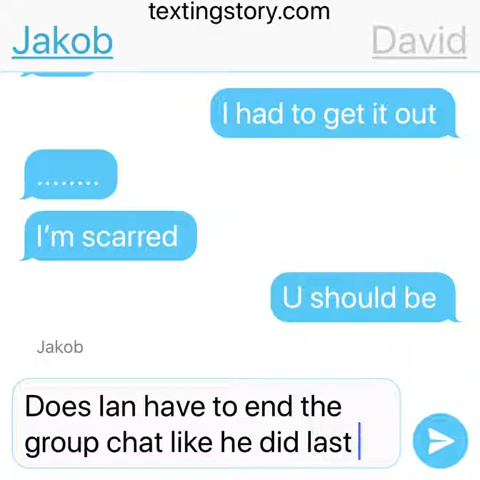 textingstory.com
Jakob
David
I had to get it out
........
I'm scarred
U should be
Jakob
Does Ian have to end the
group chat like he did last